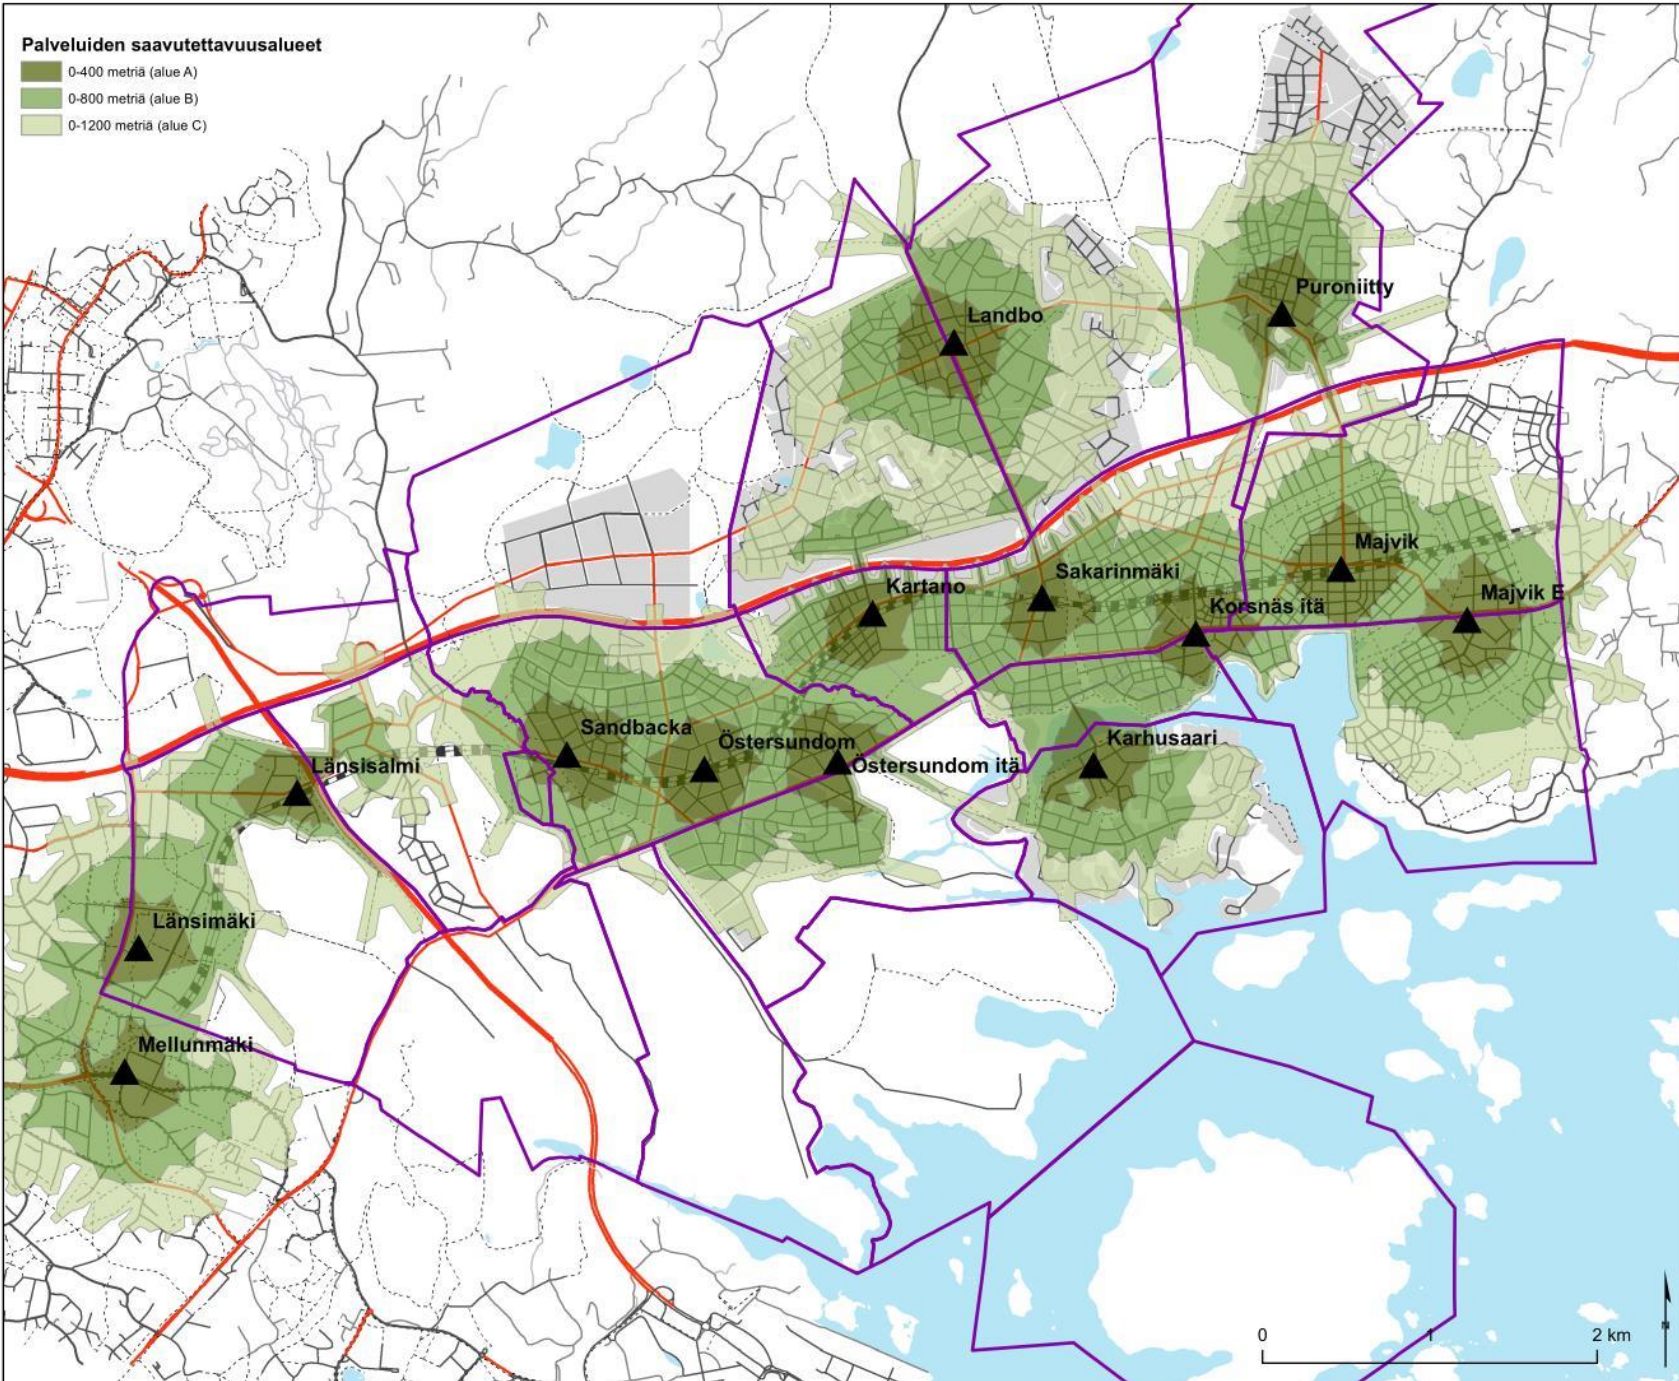 Palveluiden saavutettavuusalueet
0-400 metriä (alue A)
0-800 metriä (alue B)
0-1200 metriä (alue C)
Puroniitty
Landbo
Majvik
Sakarinmäki
Kartano
Majvik E
Korsnäs itä
Sandbacka
Östersundom
Karhusaari
Länsisalmi
Östersundom itä
Länsimäki
Mellunmäki
0 1 2 km